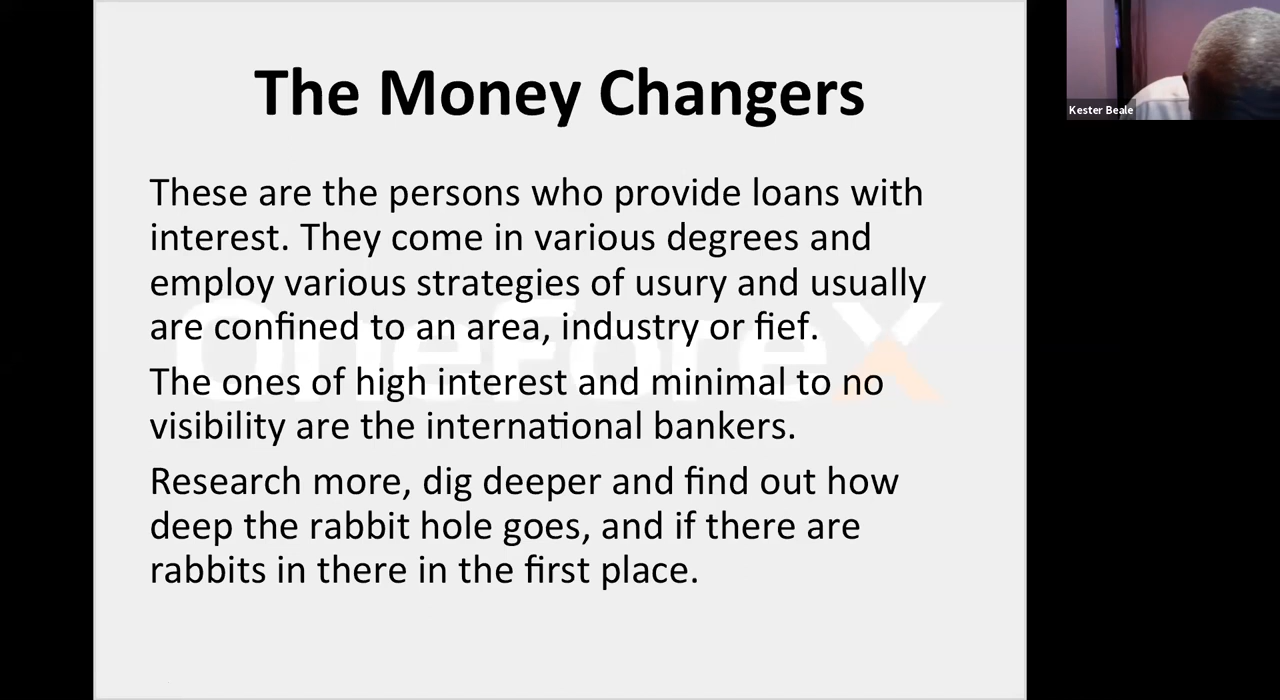 The Money Changers
These are the persons who provide loans with
interest. They come in various degrees and
employ various strategies of usury and usually
are confined to an area, industry or fief.
The ones of high interest and minimal to no
visibility are the international bankers.
Research more, dig deeper and find out how
deep the rabbit hole goes, and if there are
rabbits in there in the first place.
OneForeX
Kester Beale